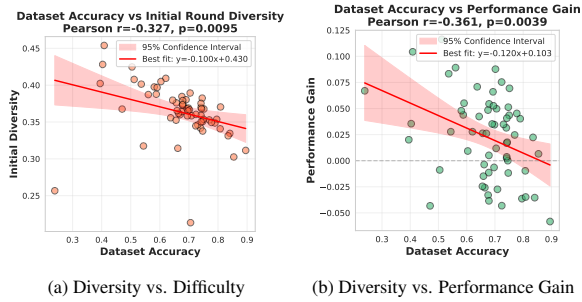 Dataset Accuracy vs Initial Round Diversity
Pearson r=-0.327, p=0.0095
95% Confidence Interval
Best fit: y=-0.100x+0.430
Initial Diversity
0.45
0.40
0.35
0.30
0.25
0.3 0.4 0.5 0.6 0.7 0.8 0.9
Dataset Accuracy
(a) Diversity vs. Difficulty
Dataset Accuracy vs Performance Gain
Pearson r=-0.361, p=0.0039
95% Confidence Interval
Best fit: y=-0.120x+0.103
Performance Gain
0.125
0.100
0.075
0.050
0.025
0.000
−0.025
−0.050
0.3 0.4 0.5 0.6 0.7 0.8 0.9
Dataset Accuracy
(b) Diversity vs. Performance Gain